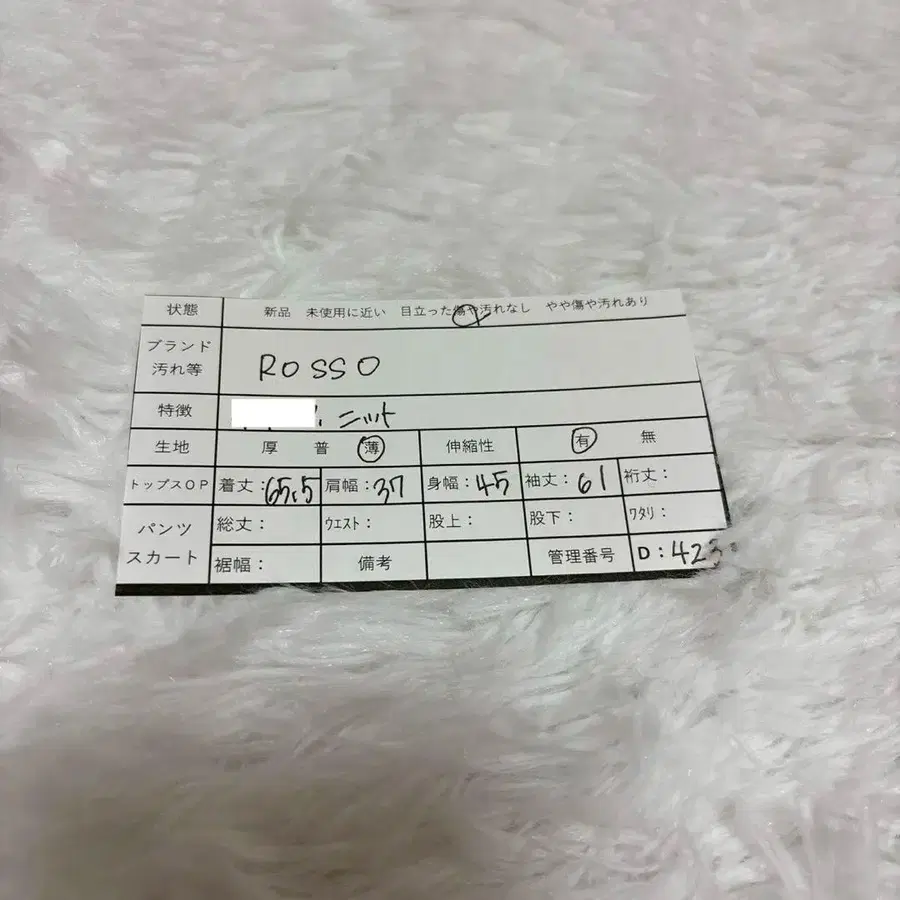 状態 新品 未使用に近い 目立った傷や汚れなし やや傷や汚れあり
ブランド
汚れ等 ROSSO
特徴 ニット
生地 厚 普 薄 伸縮性 有 無
トップスOP 着丈:65.5 肩幅:37 身幅:45 袖丈:61 裄丈:
パンツ
スカート 総丈: ウエスト: 股上: 股下: ワタリ:
裾幅: 備考 管理番号 D:423